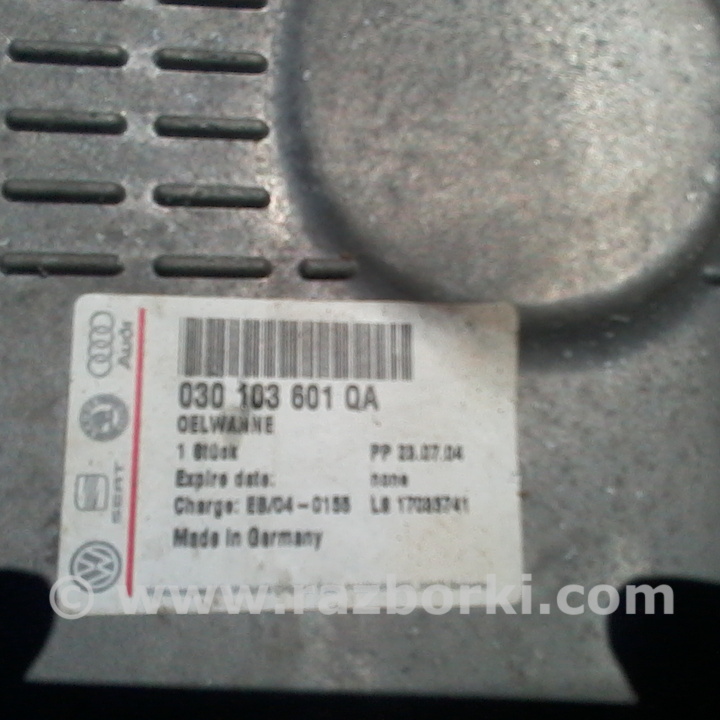 Audi
SEAT
030 103 601 QA
OELWANNE
1 Stück PP 23.07.04
Expire date: none
Charge: EB/04-0155 LS 17085741
Made in Germany
© www.razborki.com